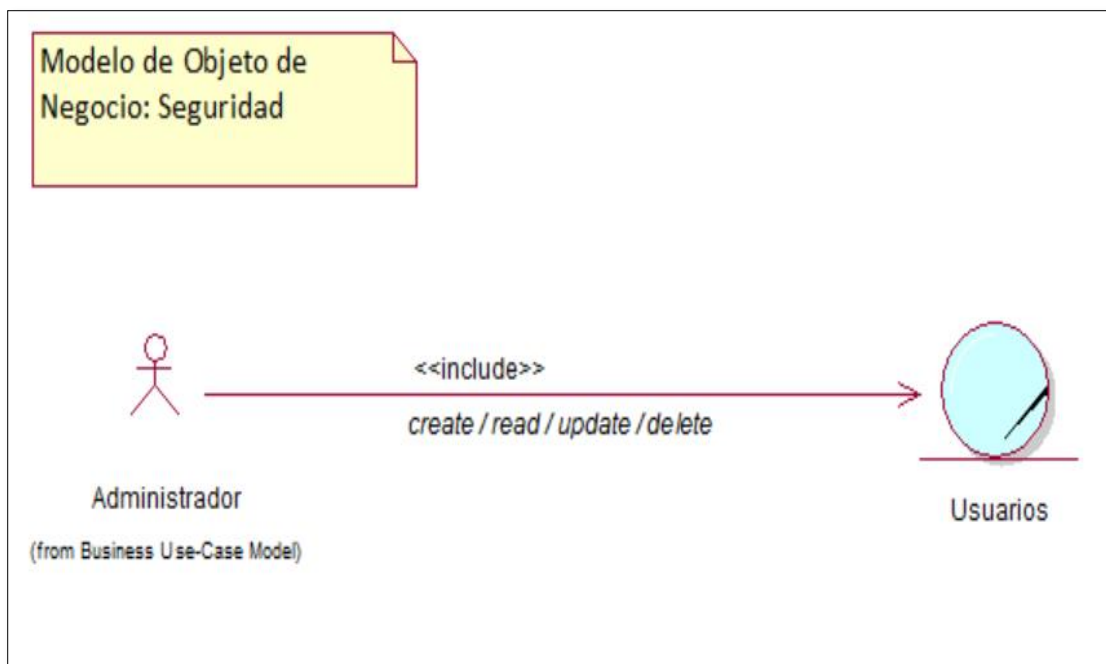 Modelo de Objeto de
Negocio: Seguridad
<<include>>
create / read / update / delete
Administrador
(from Business Use-Case Model)
Usuarios